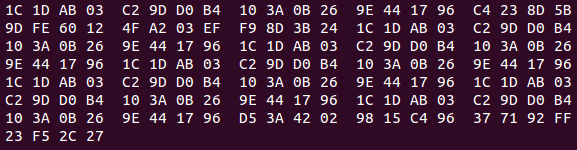 1C 1D AB 03 C2 9D D0 B4 10 3A 0B 26 9E 44 17 96 C4 23 8D 5B
9D FE 60 12 4F A2 03 EF F9 8D 3B 24 1C 1D AB 03 C2 9D D0 B4
10 3A 0B 26 9E 44 17 96 1C 1D AB 03 C2 9D D0 B4 10 3A 0B 26
9E 44 17 96 1C 1D AB 03 C2 9D D0 B4 10 3A 0B 26 9E 44 17 96
1C 1D AB 03 C2 9D D0 B4 10 3A 0B 26 9E 44 17 96 1C 1D AB 03
C2 9D D0 B4 10 3A 0B 26 9E 44 17 96 1C 1D AB 03 C2 9D D0 B4
10 3A 0B 26 9E 44 17 96 D5 3A 42 02 98 15 C4 96 37 71 92 FF
23 F5 2C 27